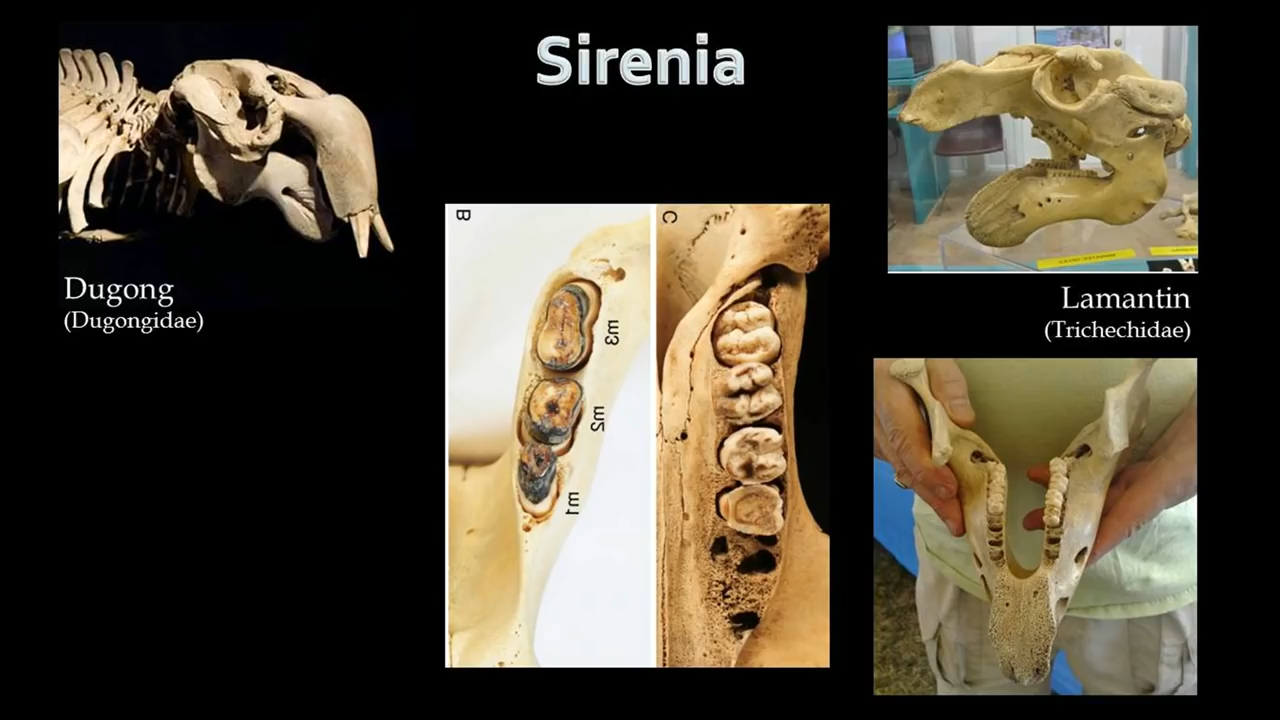 Sirenia
Dugong
(Dugongidae)
Lamantin
(Trichechidae)
B
C
m3
m2
m1